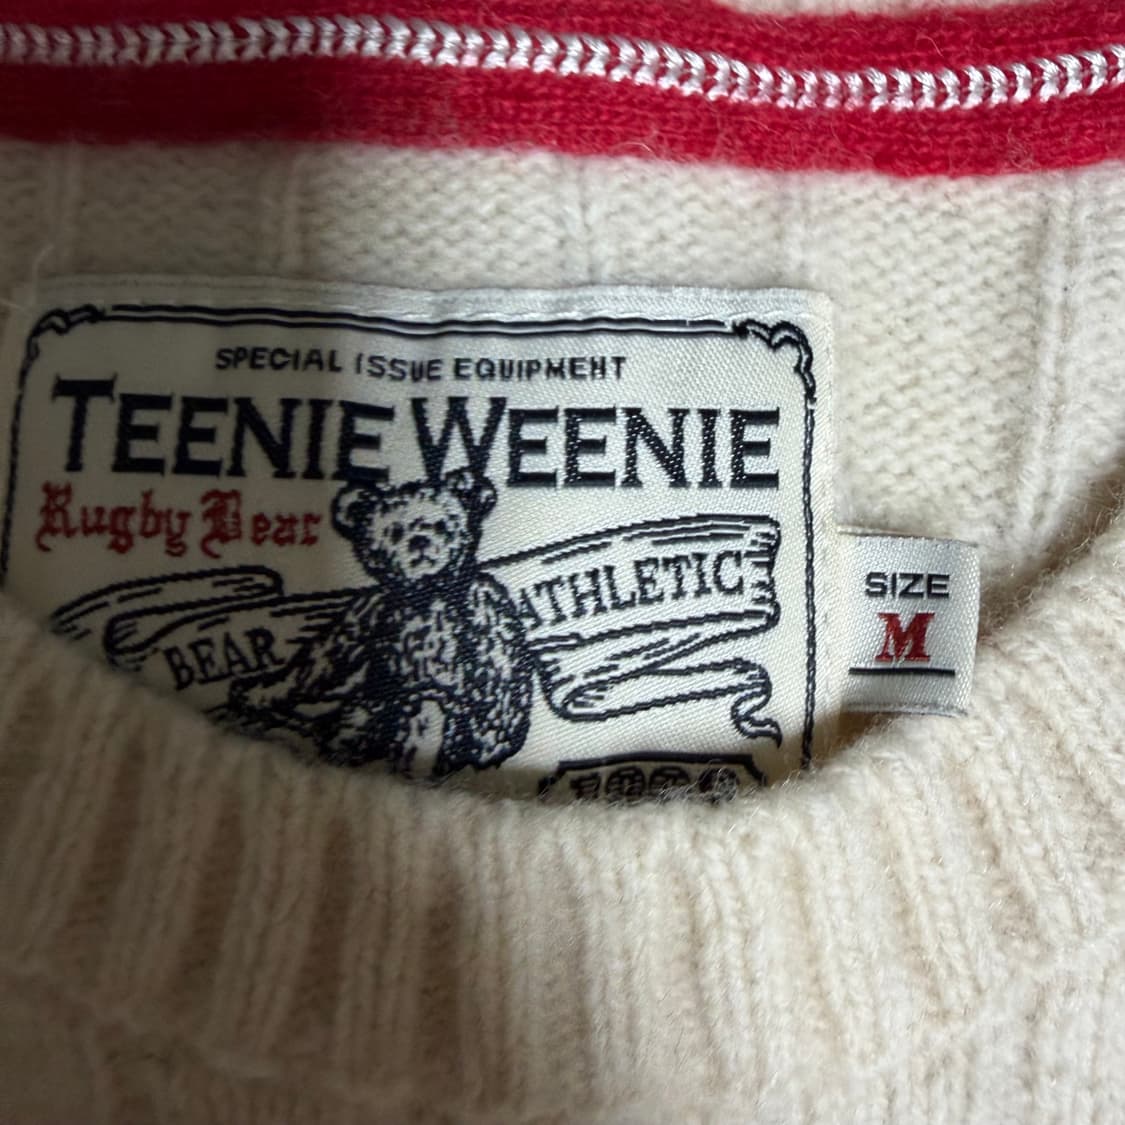 SPECIAL ISSUE EQUIPMENT
TEENIE WEENIE
Rugby Bear
BEAR ATHLETIC
SIZE
M